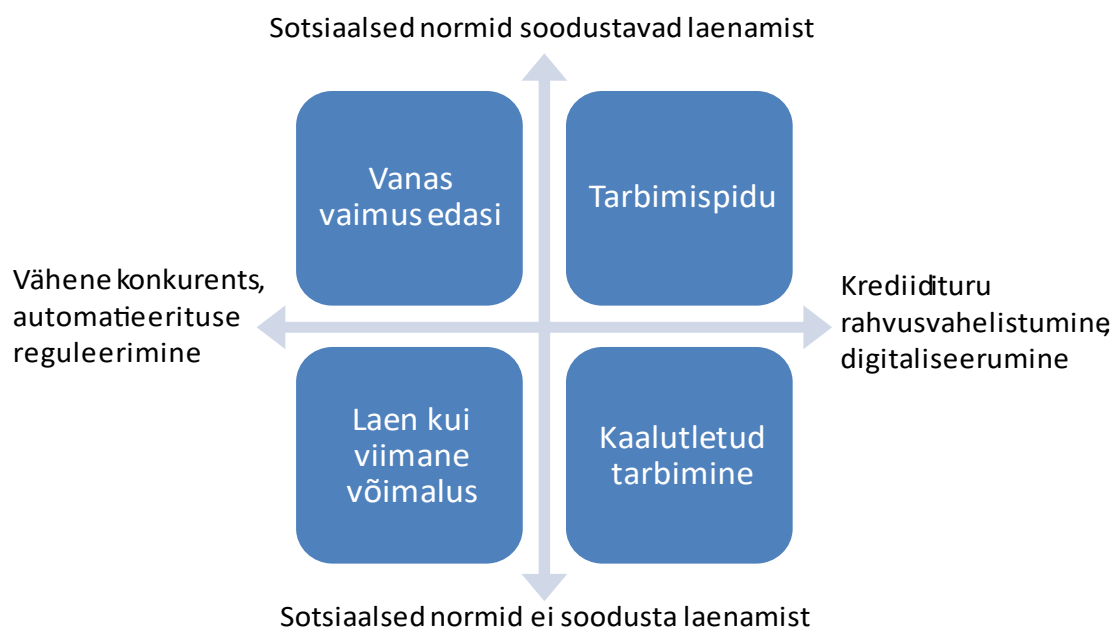 Sotsiaalsed normid soodustavad laenamist
Vanas
vaimus edasi
Tarbimispidu
Vähene konkurents,
automatieerituse
reguleerimine
Krediidituru
rahvusvahelistumine,
digitaliseerumine
Laen kui
viimane
võimalus
Kaalutletud
tarbimine
Sotsiaalsed normid ei soodusta laenamist